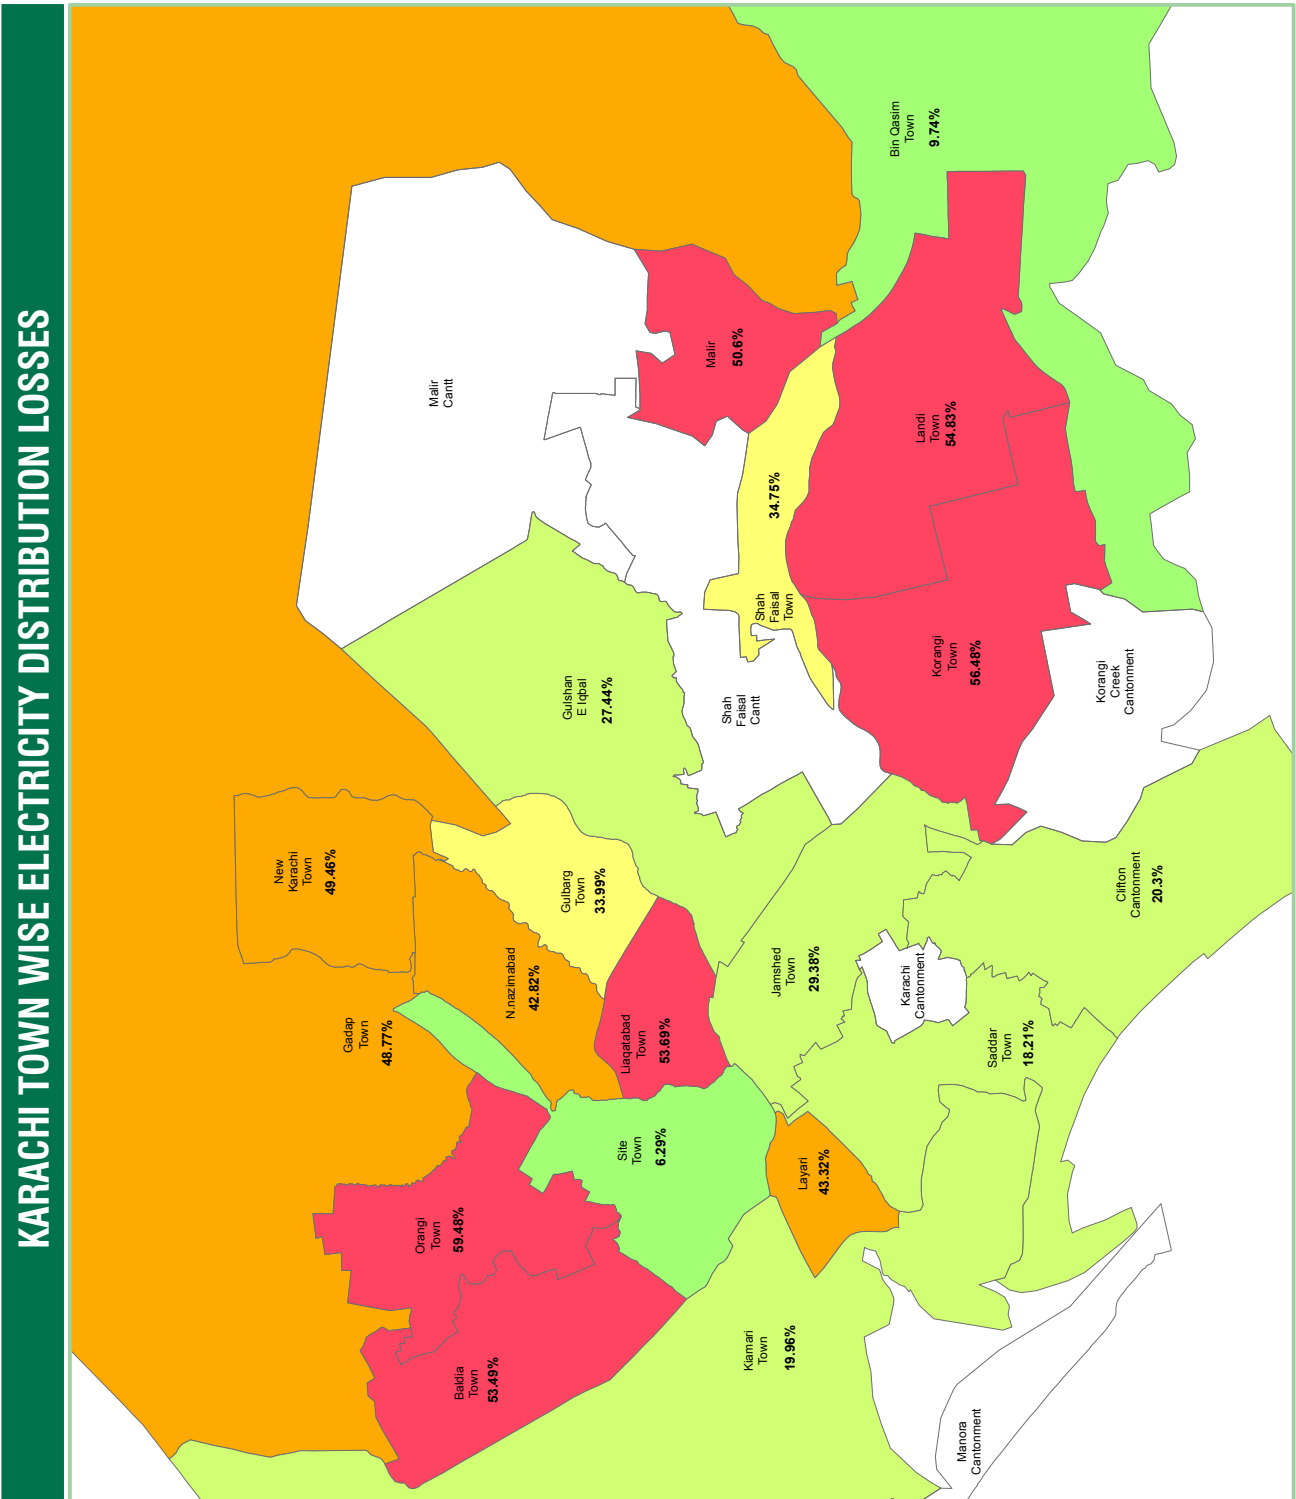 KARACHI TOWN WISE ELECTRICITY DISTRIBUTION LOSSES
New
Karachi
Town
49.46%
Gadap
Town
48.77%
Orangi
Town
59.48%
Baldia
Town
53.49%
Malir
Cantt
N.nazimabad
42.82%
Gulbarg
Town
33.99%
Gulshan
E Iqbal
27.44%
Liaqatabad
Town
53.69%
Site
Town
6.29%
Malir
50.6%
Shah
Faisal
Cantt
Shah
Faisal
Town
34.75%
Jamshed
Town
29.38%
Layari
43.32%
Kiamari
Town
19.96%
Bin Qasim
Town
9.74%
Landi
Town
54.83%
Korangi
Town
56.48%
Karachi
Cantonment
Saddar
Town
18.21%
Manora
Cantonment
Korangi
Creek
Cantonment
Clifton
Cantonment
20.3%